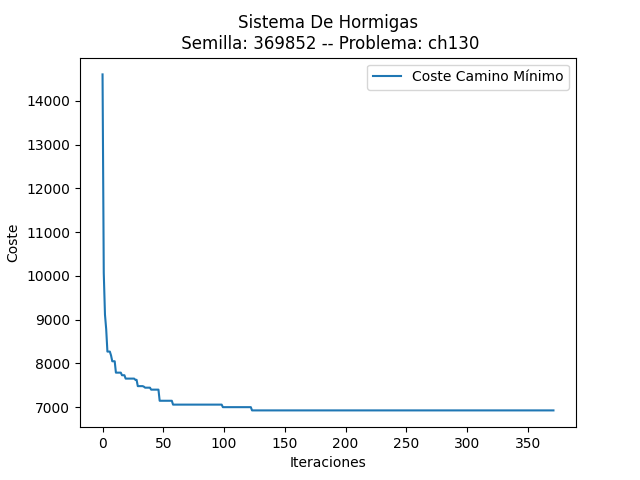 Sistema De Hormigas
Semilla: 369852 -- Problema: ch130
Coste Camino Mínimo
Coste
14000
13000
12000
11000
10000
9000
8000
7000
0 50 100 150 200 250 300 350
Iteraciones